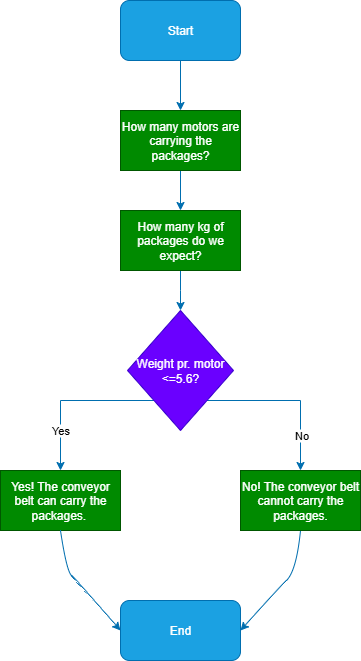 Start
How many motors are
carrying the
packages?
How many kg of
packages do we
expect?
Weight pr. motor
<=5.6?
Yes
No
Yes! The conveyor
belt can carry the
packages.
No! The conveyor belt
cannot carry the
packages.
End